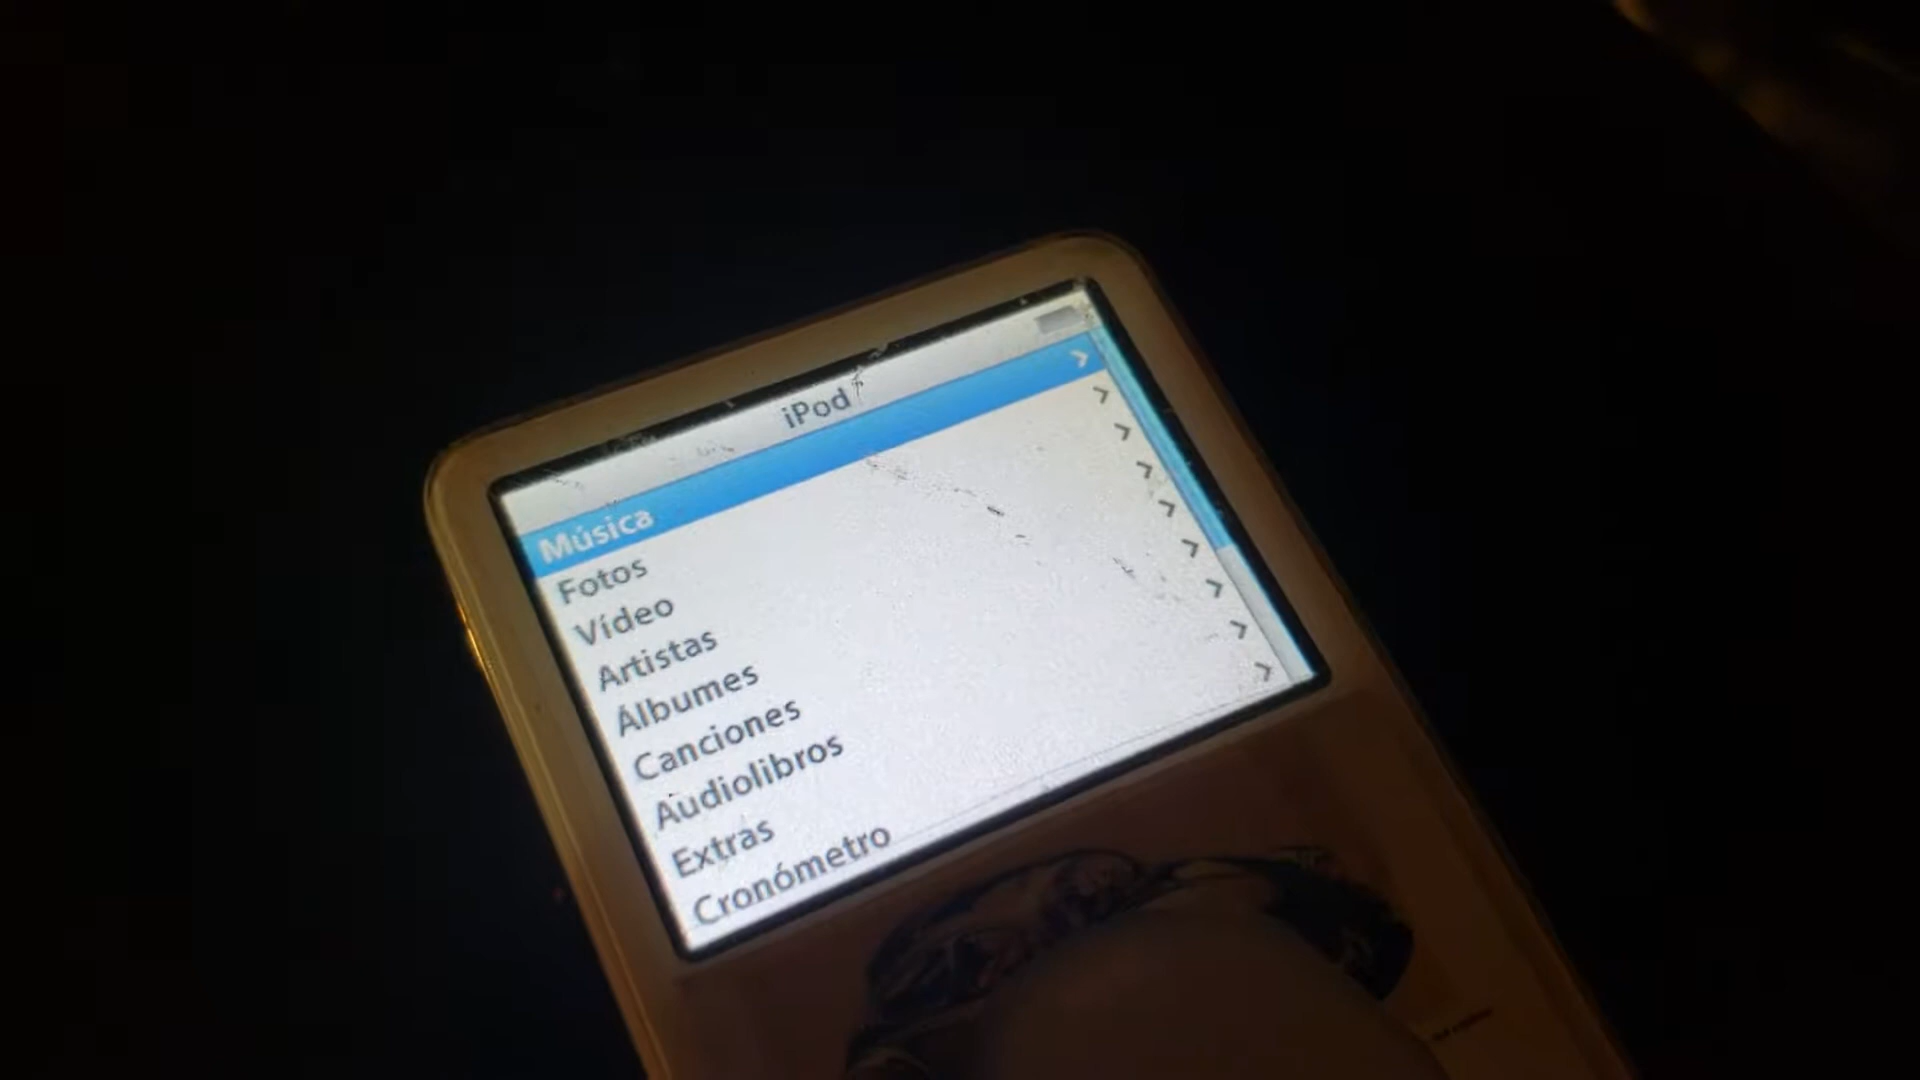 iPod
Música
Fotos
Vídeo
Artistas
Álbumes
Canciones
Audiolibros
Extras
Cronómetro